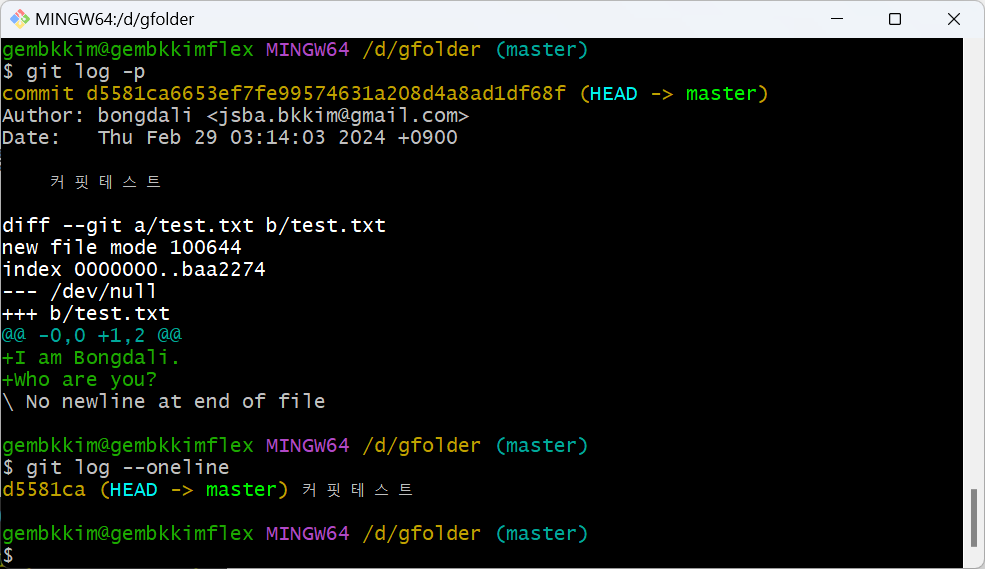 MINGW64:/d/gfolder
gembkkim@gembkkimflex MINGW64 /d/gfolder (master)
$ git log -p
commit d5581ca6653ef7fe99574631a208d4a8ad1df68f (HEAD -> master)
Author: bongdali <jsba.bkkim@gmail.com>
Date:   Thu Feb 29 03:14:03 2024 +0900
    커핏테스트
diff --git a/test.txt b/test.txt
new file mode 100644
index 0000000..baa2274
--- /dev/null
+++ b/test.txt
@@ -0,0 +1,2 @@
+I am Bongdali.
+Who are you?
\ No newline at end of file
gembkkim@gembkkimflex MINGW64 /d/gfolder (master)
$ git log --oneline
d5581ca (HEAD -> master) 커핏테스트
gembkkim@gembkkimflex MINGW64 /d/gfolder (master)
$